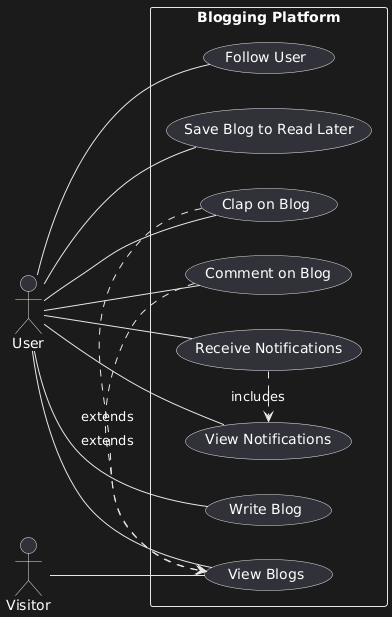 Blogging Platform
Follow User
Save Blog to Read Later
Clap on Blog
Comment on Blog
User
Receive Notifications
includes
extends
extends
View Notifications
Write Blog
View Blogs
Visitor